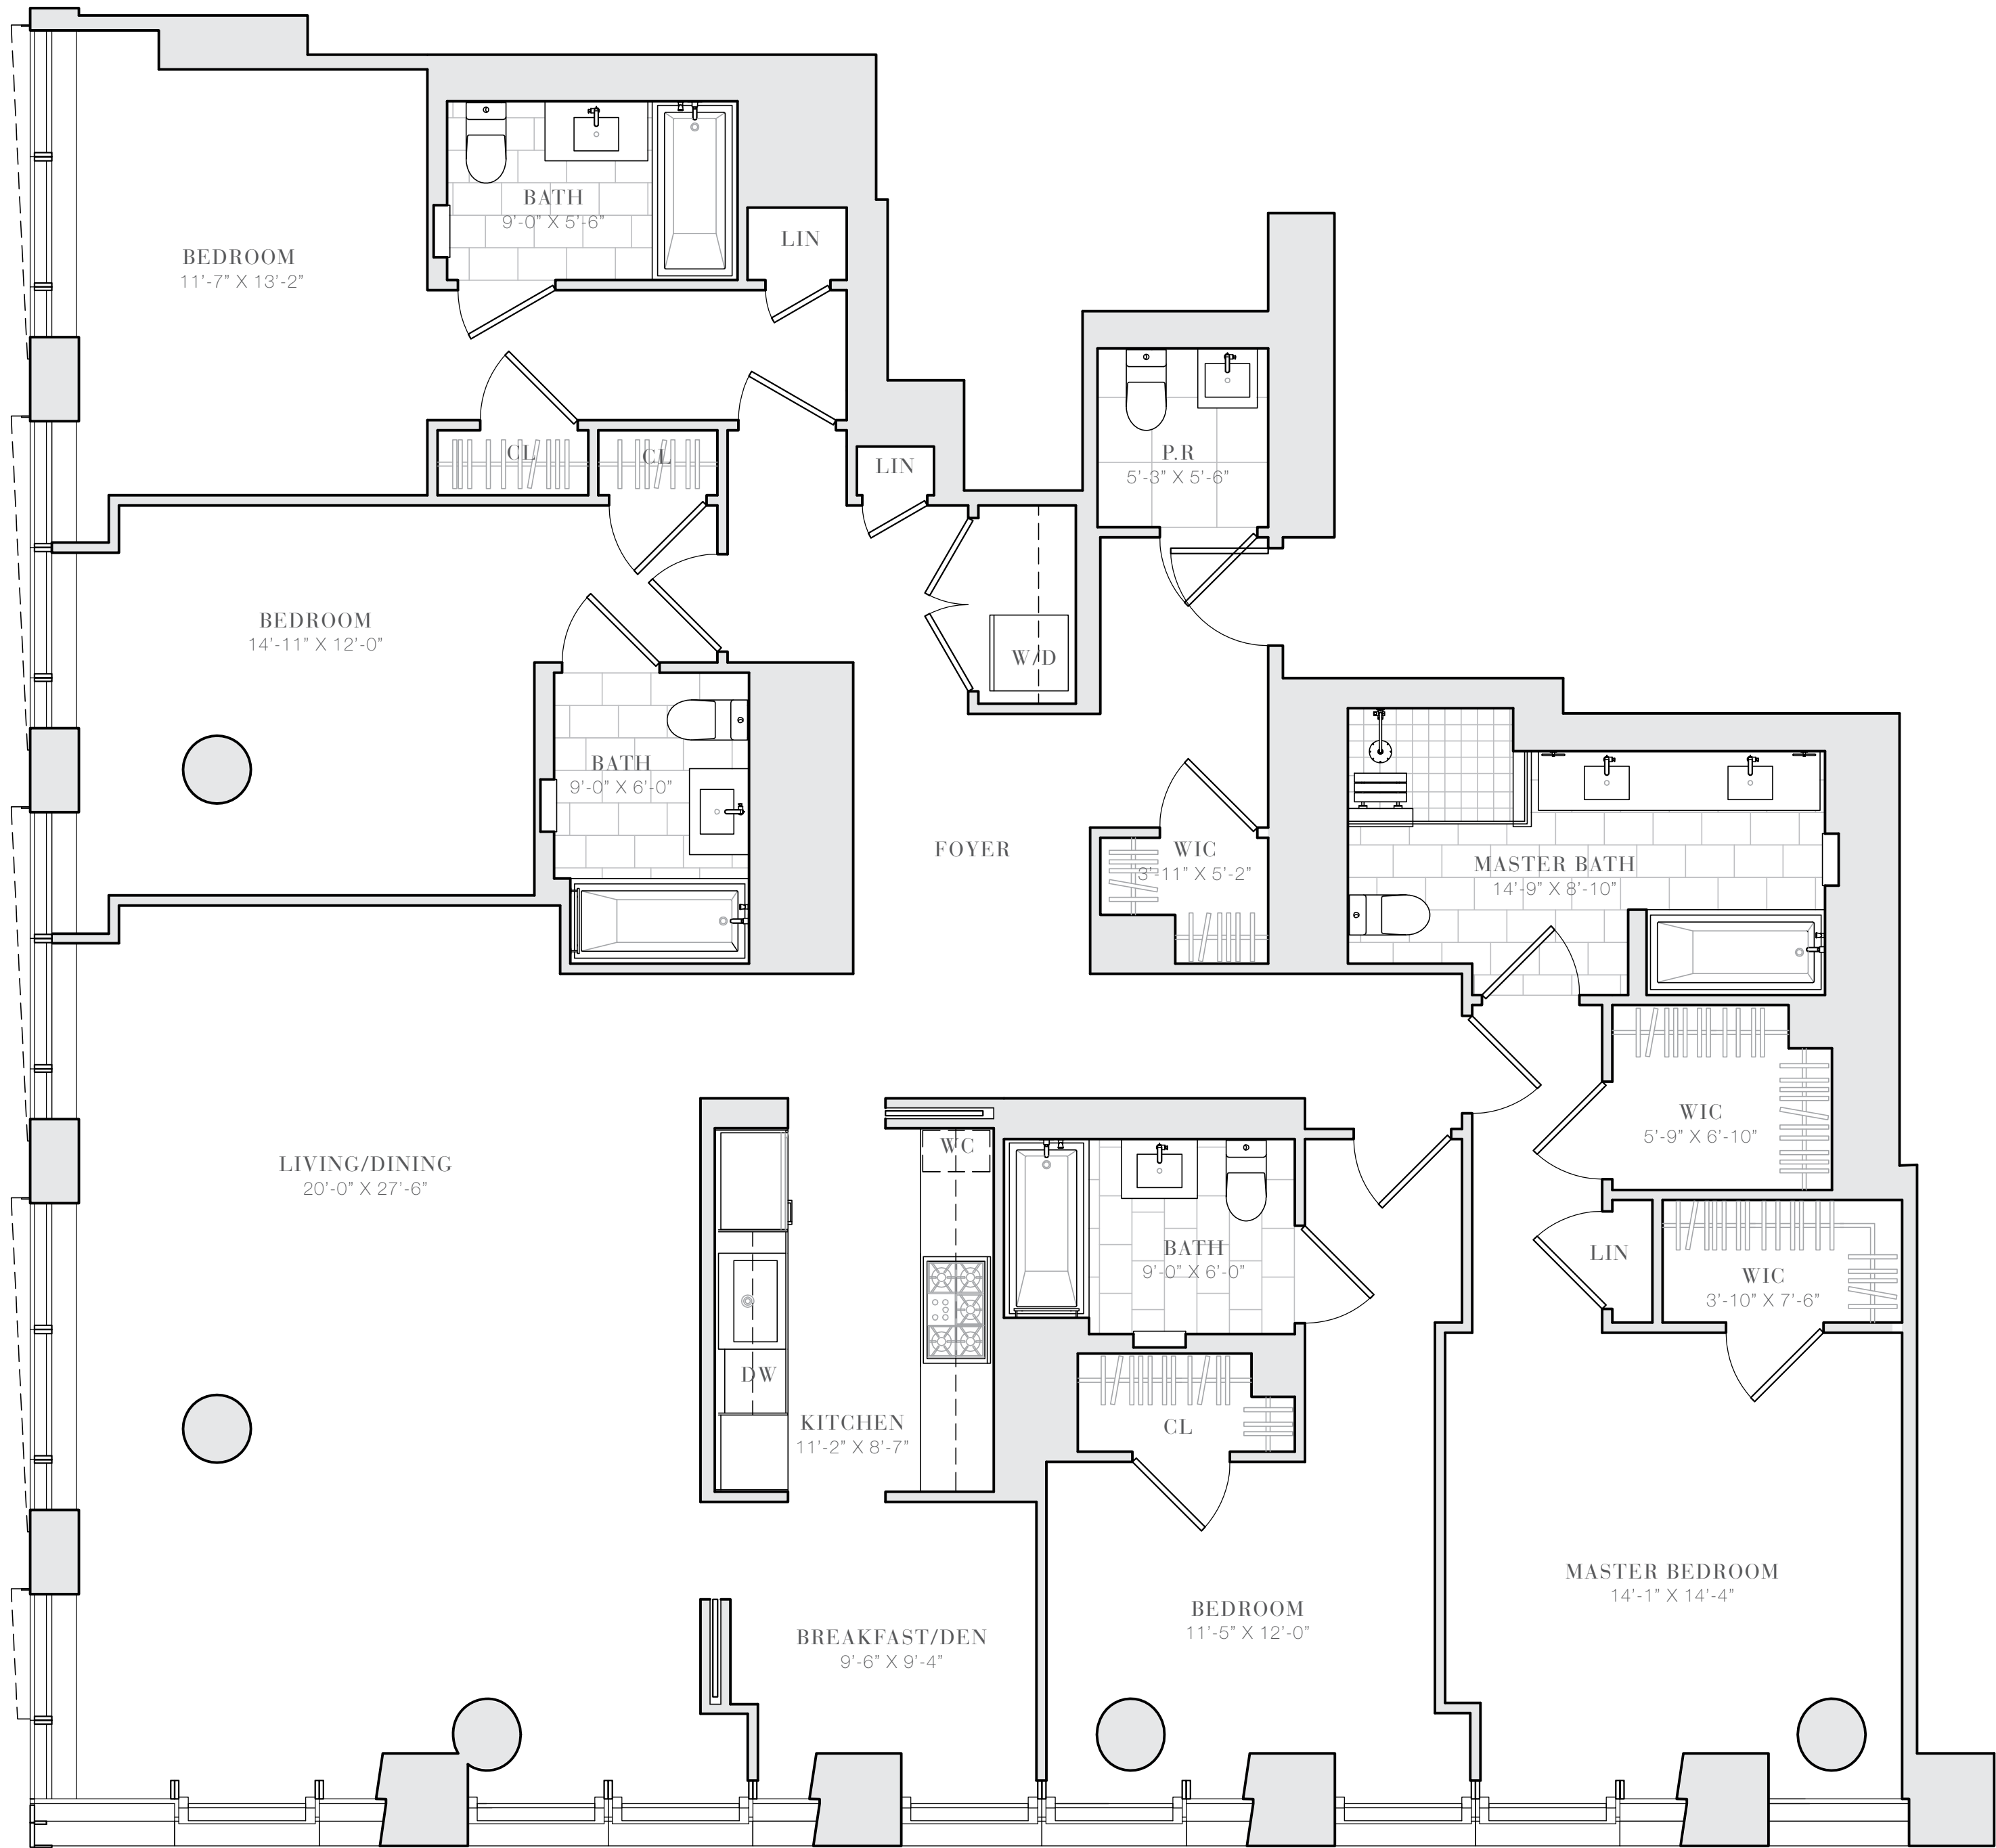 BATH
9'-0" X 5'-6"
LIN
BEDROOM
11'-7" X 13'-2"
CL
CL
LIN
P.R
5'-3" X 5'-6"
BEDROOM
14'-11" X 12'-0"
W/D
BATH
9'-0" X 6'-0"
FOYER
WIC
3'-11" X 5'-2"
MASTER BATH
14'-9" X 8'-10"
LIVING/DINING
20'-0" X 27'-6"
WC
WIC
5'-9" X 6'-10"
BATH
9'-0" X 6'-0"
LIN
WIC
3'-10" X 7'-6"
DW
KITCHEN
11'-2" X 8'-7"
CL
MASTER BEDROOM
14'-1" X 14'-4"
BEDROOM
11'-5" X 12'-0"
BREAKFAST/DEN
9'-6" X 9'-4"